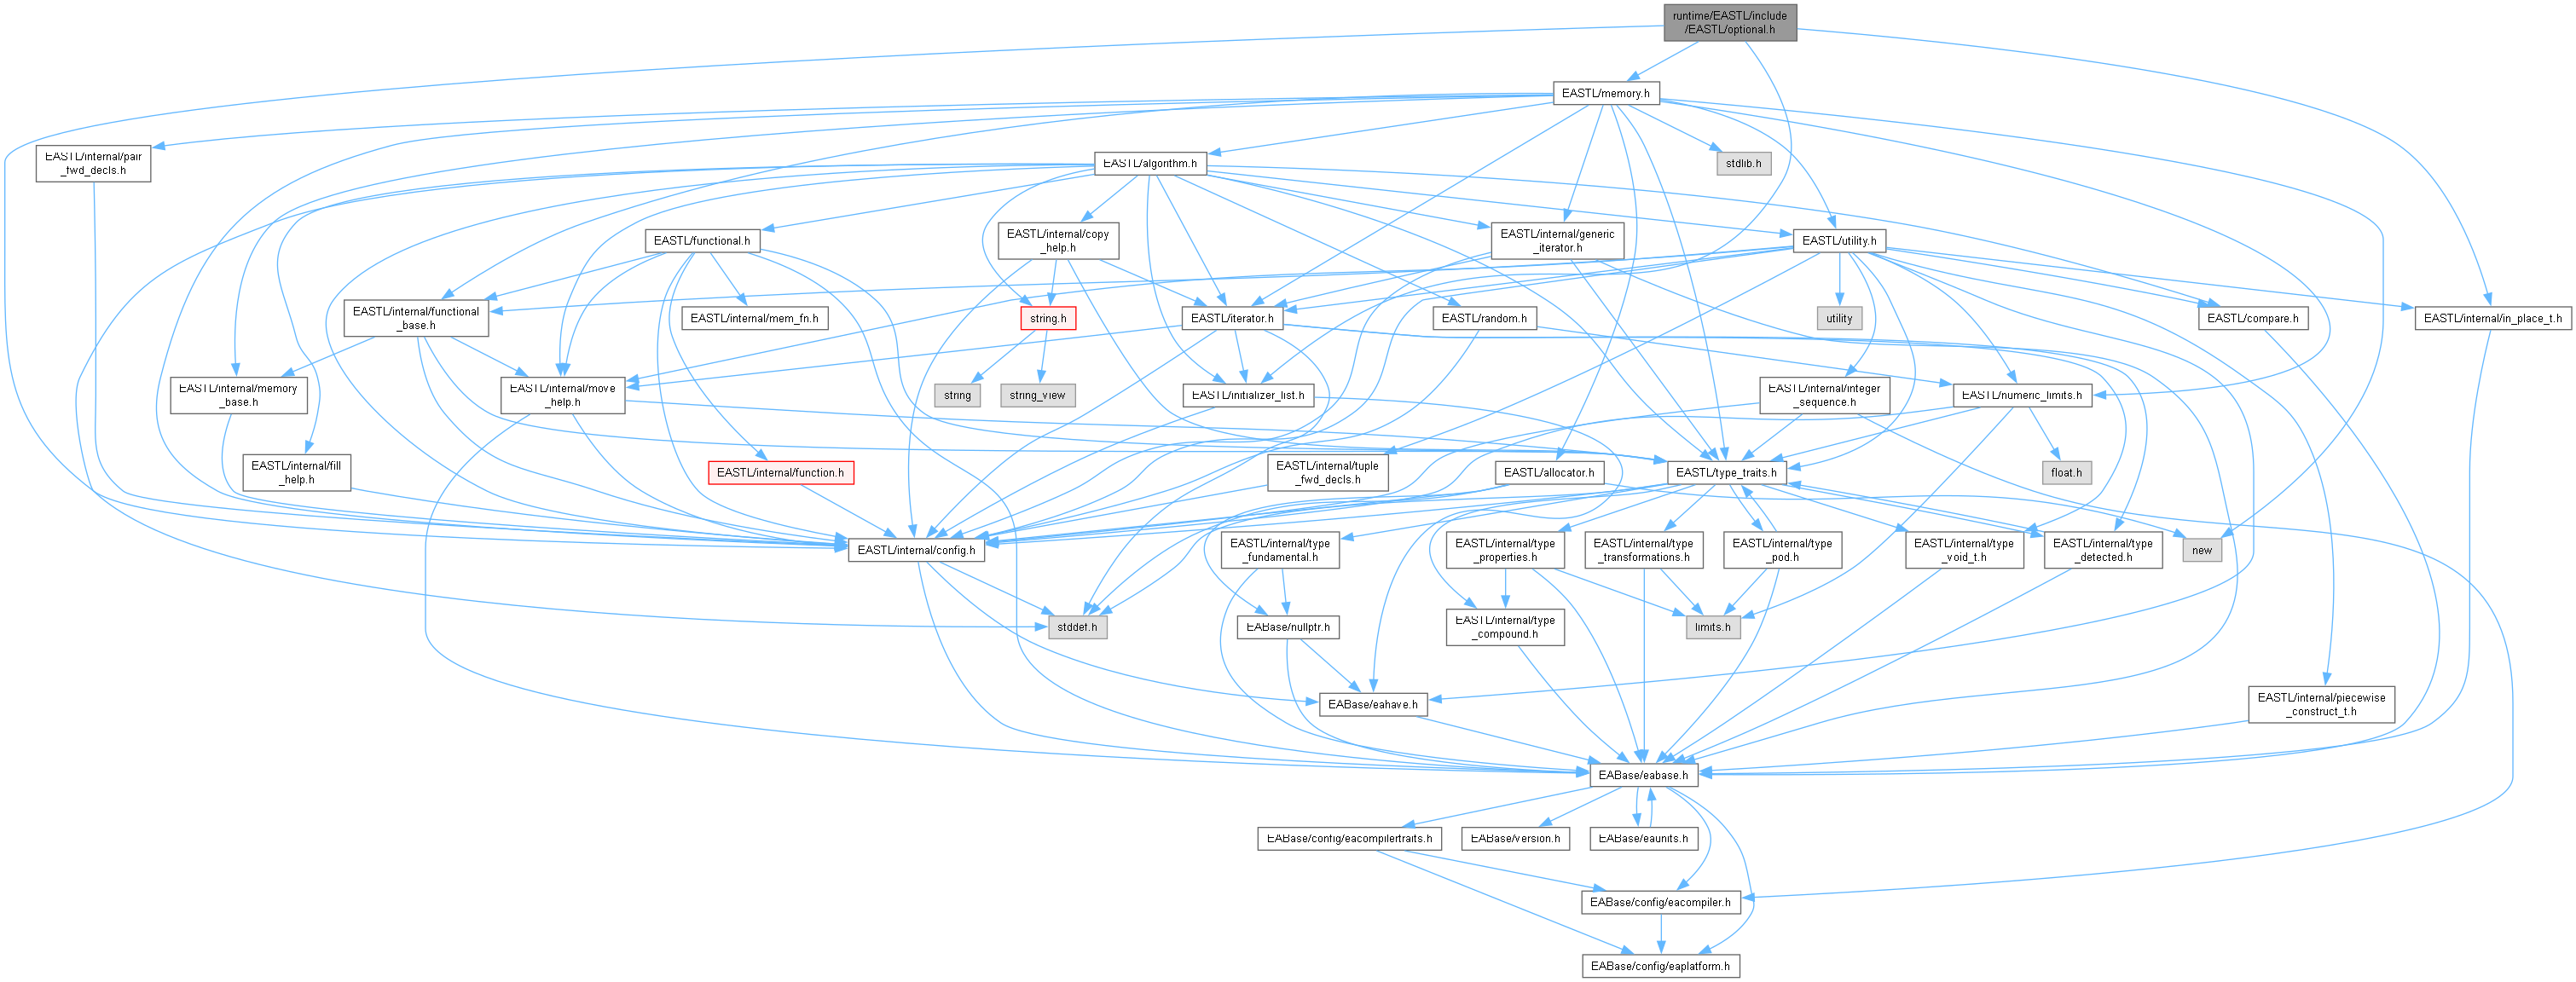 runtime/EASTL/include
/EASTL/optional.h
EASTL/memory.h
EASTL/internal/pair
_fwd_decls.h
EASTL/algorithm.h
stdlib.h
EASTL/functional.h
EASTL/internal/copy
_help.h
EASTL/internal/generic
_iterator.h
EASTL/utility.h
EASTL/internal/functional
_base.h
EASTL/internal/mem_fn.h
string.h
EASTL/iterator.h
EASTL/random.h
utility
EASTL/compare.h
EASTL/internal/in_place_t.h
EASTL/internal/memory
_base.h
EASTL/internal/move
_help.h
string
string_view
EASTL/initializer_list.h
EASTL/internal/integer
_sequence.h
EASTL/numeric_limits.h
EASTL/internal/fill
_help.h
EASTL/internal/function.h
EASTL/internal/tuple
_fwd_decls.h
EASTL/allocator.h
EASTL/type_traits.h
float.h
EASTL/internal/config.h
EASTL/internal/type
_fundamental.h
EASTL/internal/type
_properties.h
EASTL/internal/type
_transformations.h
EASTL/internal/type
_pod.h
EASTL/internal/type
_void_t.h
EASTL/internal/type
_detected.h
new
stddef.h
EABase/nullptr.h
EASTL/internal/type
_compound.h
limits.h
EABase/eahave.h
EASTL/internal/piecewise
_construct_t.h
EABase/eabase.h
EABase/config/eacompilertraits.h
EABase/version.h
EABase/eaunits.h
EABase/config/eacompiler.h
EABase/config/eaplatform.h